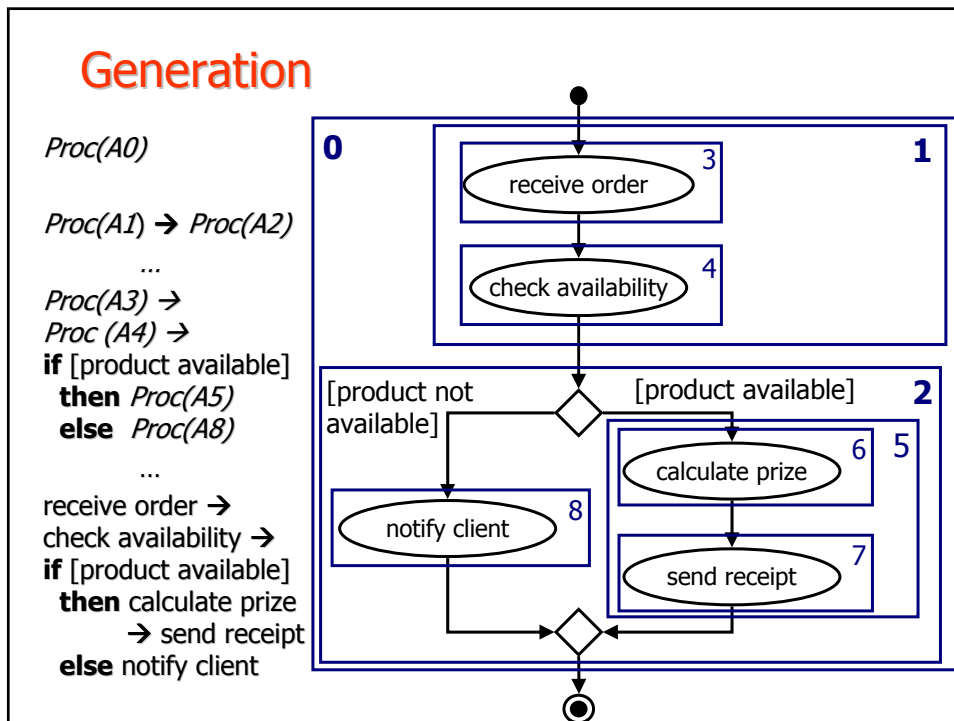 Generation
Proc(A0)
Proc(A1) → Proc(A2)
...
Proc(A3) →
Proc (A4) →
if [product available]
then Proc(A5)
else Proc(A8)
...
receive order →
check availability →
if [product available]
then calculate prize
→ send receipt
else notify client
0
1
3
receive order
4
check availability
[product not
available]
[product available]
2
5
6
calculate prize
8
notify client
7
send receipt